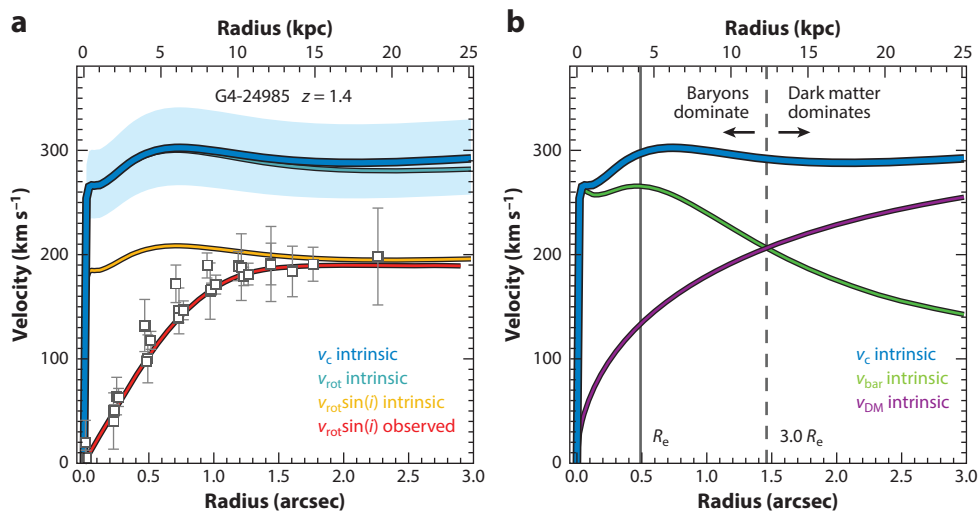 a
Radius (kpc)
0 5 10 15 20 25
G4-24985 z = 1.4
Velocity (km s⁻¹)
300
200
100
0
v_c intrinsic
v_rot intrinsic
v_rot sin(i) intrinsic
v_rot sin(i) observed
0.0 0.5 1.0 1.5 2.0 2.5 3.0
Radius (arcsec)
b
Radius (kpc)
0 5 10 15 20 25
Baryons dominate
Dark matter dominates
Velocity (km s⁻¹)
300
200
100
0
v_c intrinsic
v_bar intrinsic
v_DM intrinsic
R_e
3.0 R_e
0.0 0.5 1.0 1.5 2.0 2.5 3.0
Radius (arcsec)